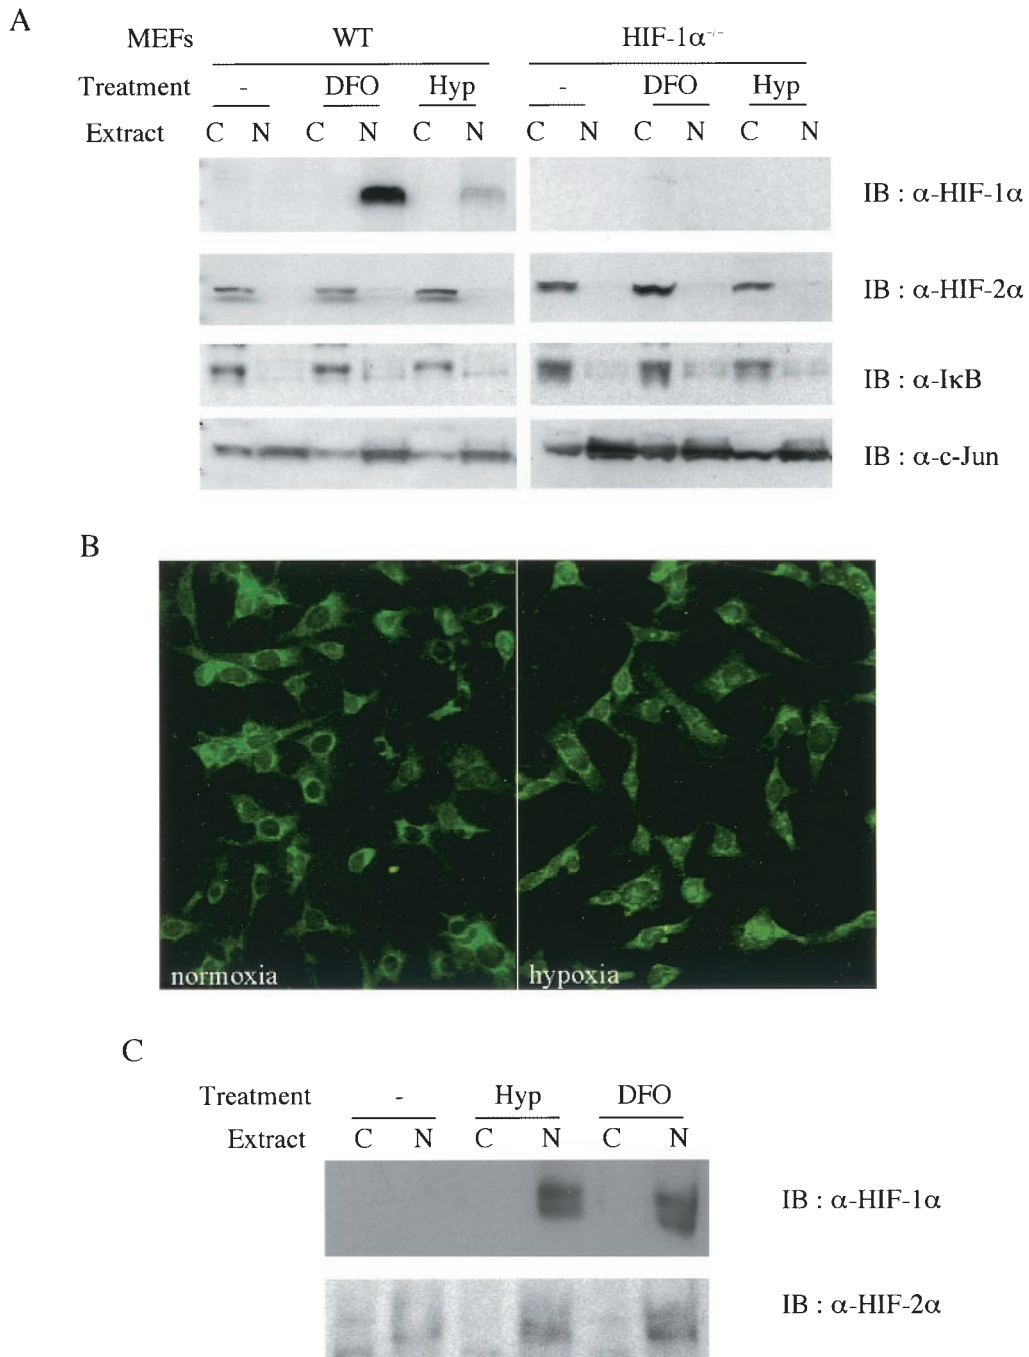 A
MEFs WT HIF-1α-/-
Treatment - DFO Hyp - DFO Hyp
Extract C N C N C N C N C N C N
IB : α-HIF-1α
IB : α-HIF-2α
IB : α-IκB
IB : α-c-Jun
B
normoxia hypoxia
C
Treatment - Hyp DFO
Extract C N C N C N
IB : α-HIF-1α
IB : α-HIF-2α